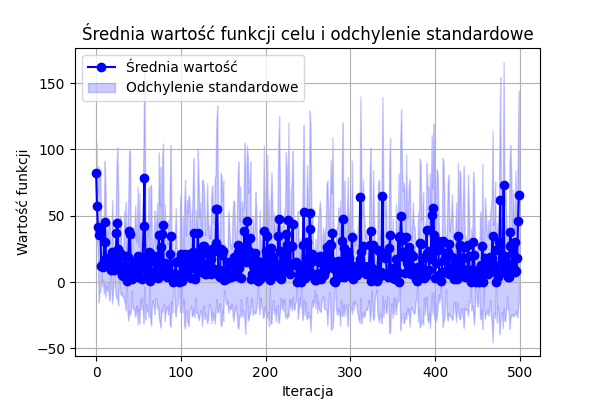 Średnia wartość funkcji celu i odchylenie standardowe
Średnia wartość
Odchylenie standardowe
Wartość funkcji
150
100
50
0
−50
0 100 200 300 400 500
Iteracja